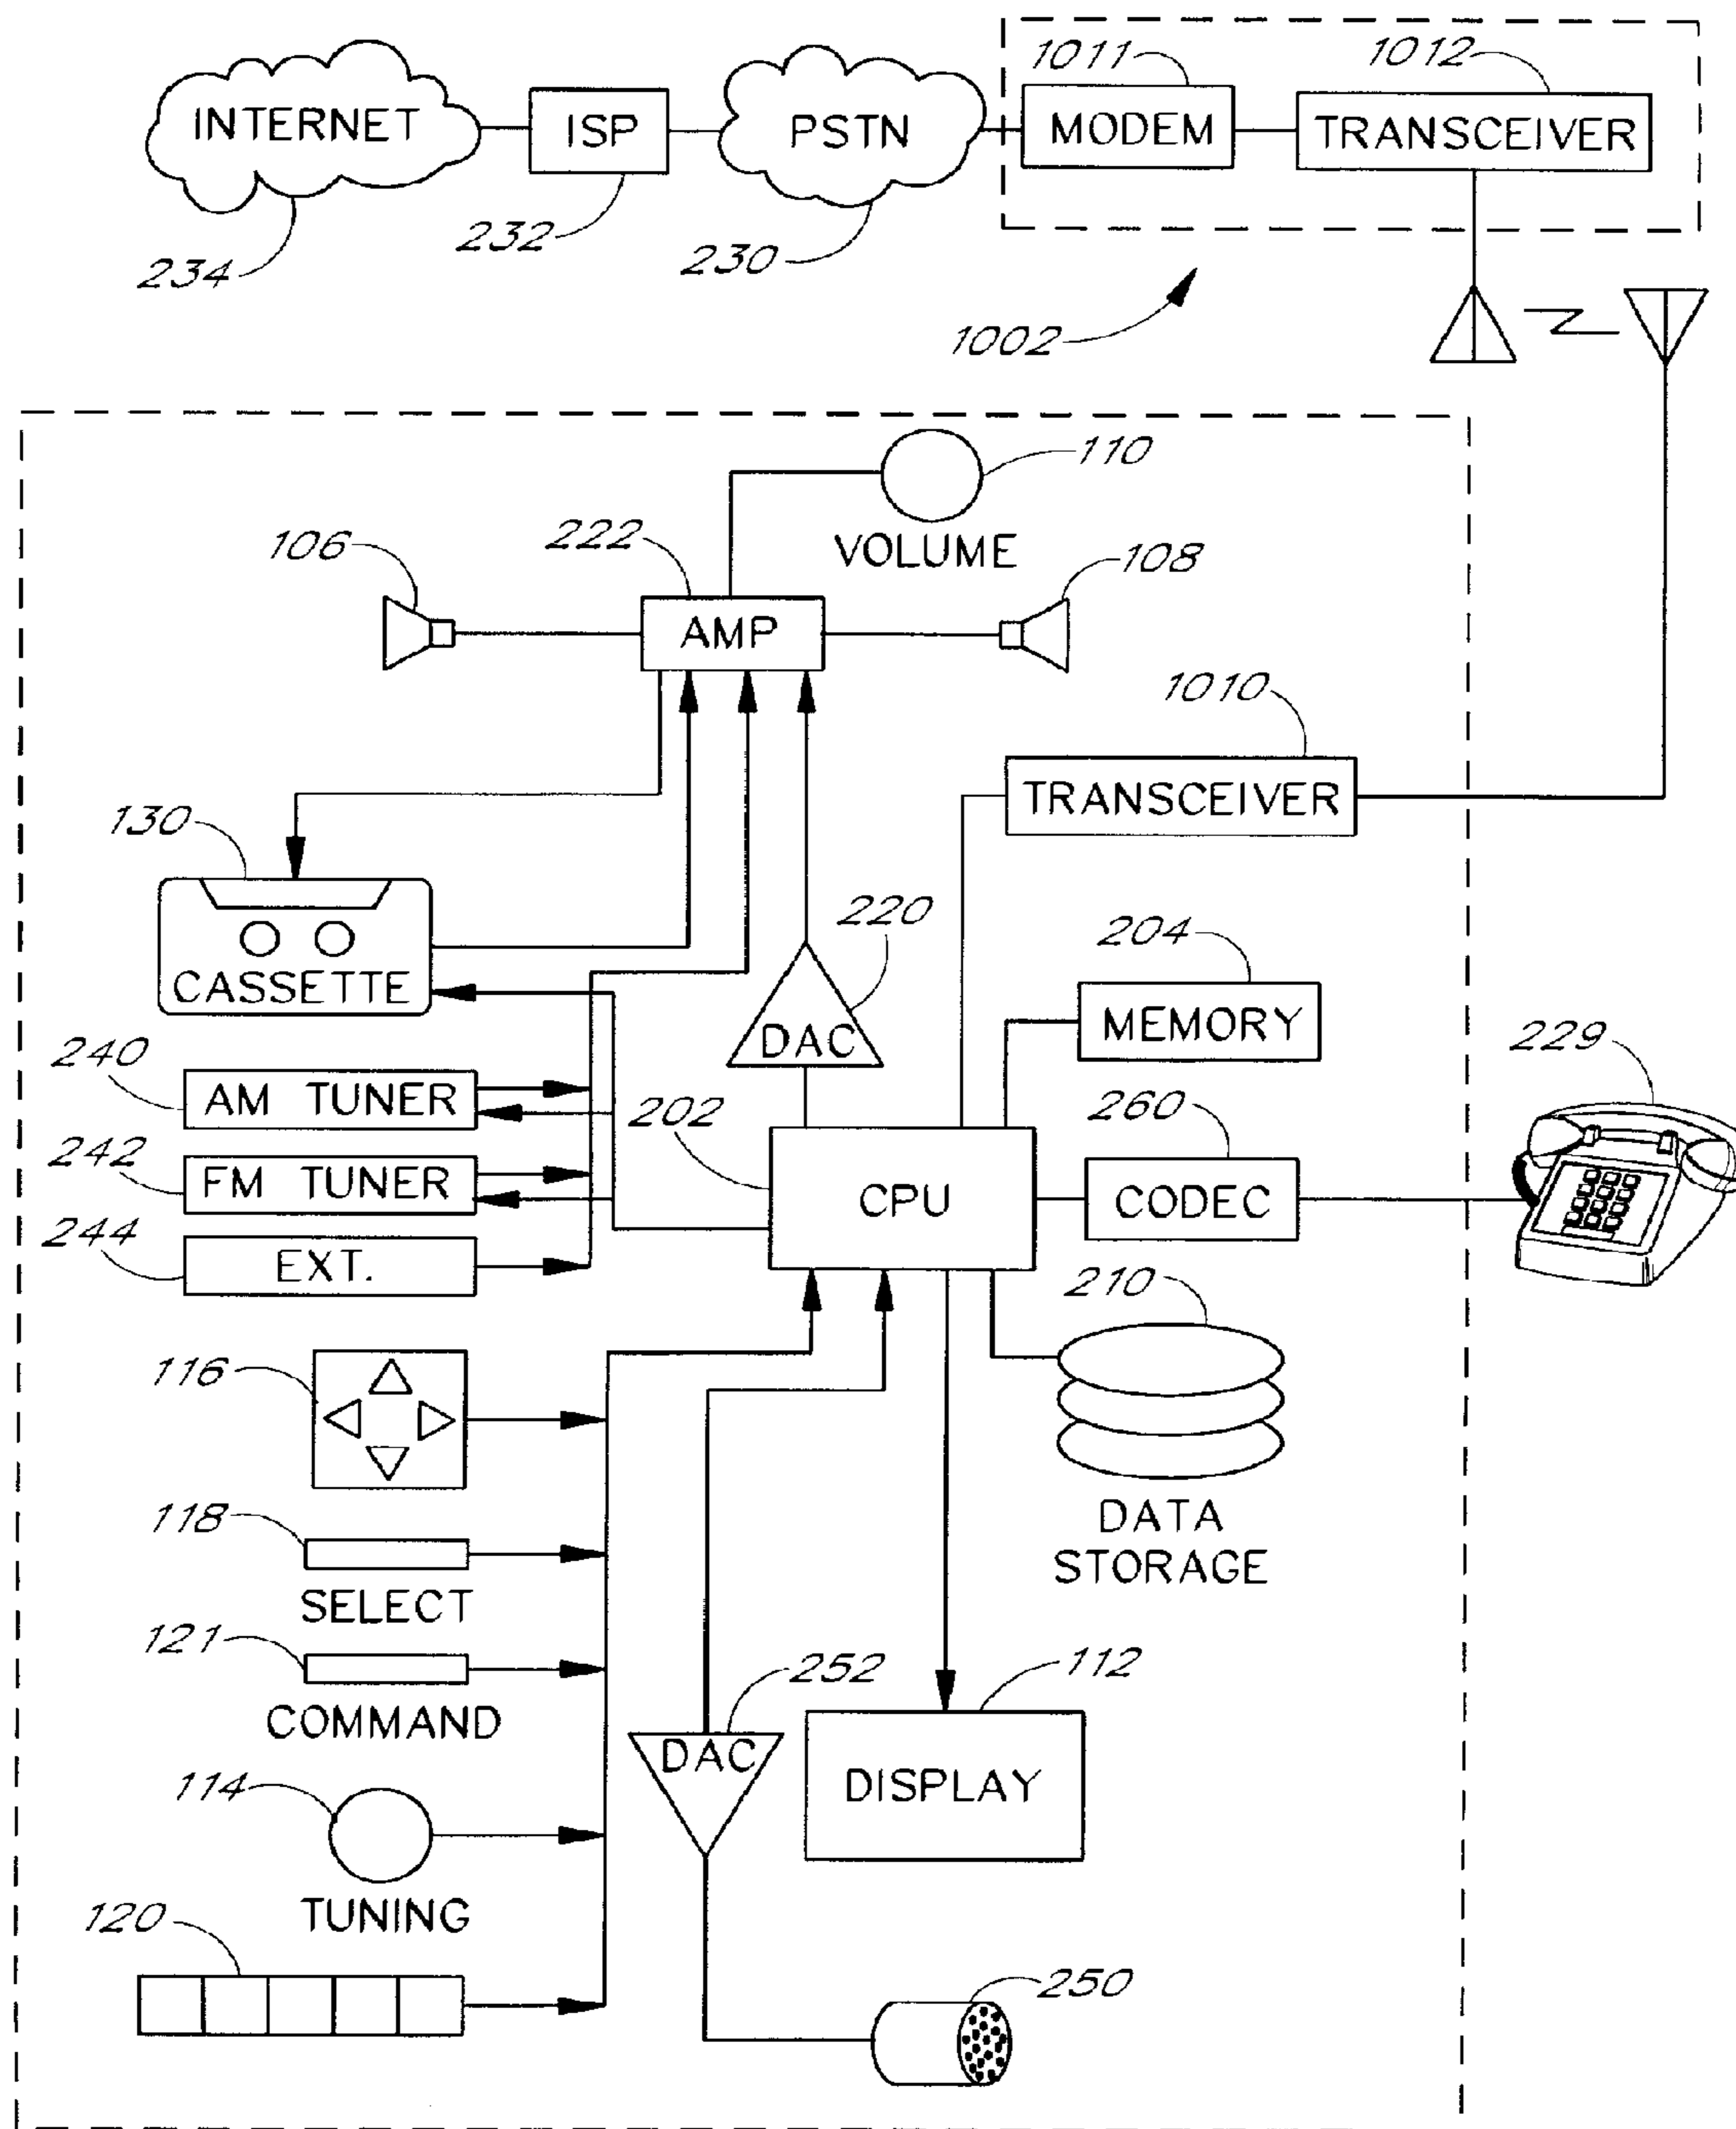 1011
1012
INTERNET
ISP
PSTN
MODEM
TRANSCEIVER
234
232
230
1002
110
VOLUME
106
222
108
AMP
1010
TRANSCEIVER
130
CASSETTE
220
DAC
204
MEMORY
229
240
AM TUNER
202
260
242
FM TUNER
CPU
CODEC
244
EXT.
210
116
DATA
STORAGE
118
SELECT
121
COMMAND
252
DAC
112
DISPLAY
114
TUNING
120
250